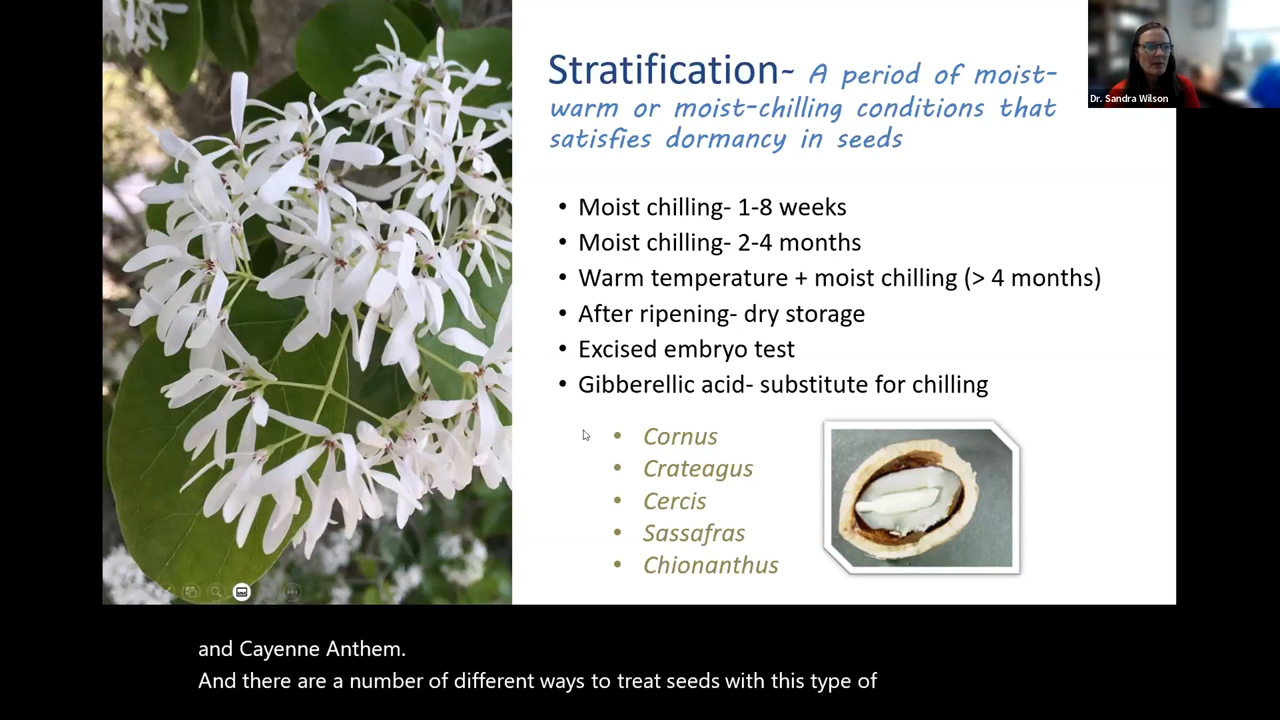 Stratification~ A period of moist-
warm or moist-chilling conditions that
satisfies dormancy in seeds
Dr. Sandra Wilson
• Moist chilling- 1-8 weeks
• Moist chilling- 2-4 months
• Warm temperature + moist chilling (> 4 months)
• After ripening- dry storage
• Excised embryo test
• Gibberellic acid- substitute for chilling
• Cornus
• Crateagus
• Cercis
• Sassafras
• Chionanthus
and Cayenne Anthem.
And there are a number of different ways to treat seeds with this type of